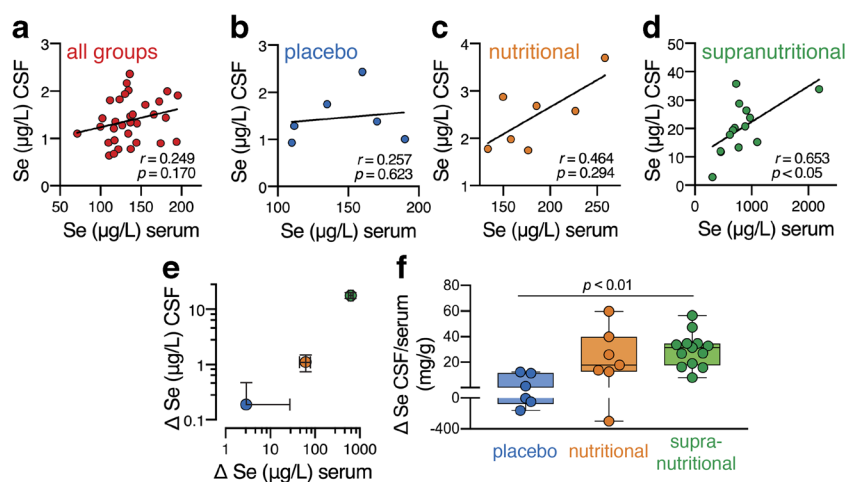 a
all groups
Se (µg/L) CSF
3
2
1
0
50
100
150
200
r = 0.249
p = 0.170
Se (µg/L) serum
b
placebo
Se (µg/L) CSF
3
2
1
0
100
150
200
r = 0.257
p = 0.623
Se (µg/L) serum
c
nutritional
Se (µg/L) CSF
4
3
2
1
150
200
250
r = 0.464
p = 0.294
Se (µg/L) serum
d
supranutritional
Se (µg/L) CSF
50
40
30
20
10
0
0
1000
2000
r = 0.653
p < 0.05
Se (µg/L) serum
e
Δ Se (µg/L) CSF
10
1
0.1
1
10
100
1000
Δ Se (µg/L) serum
f
p < 0.01
Δ Se CSF/serum
(mg/g)
80
60
40
20
0
-400
placebo
nutritional
supra-
nutritional